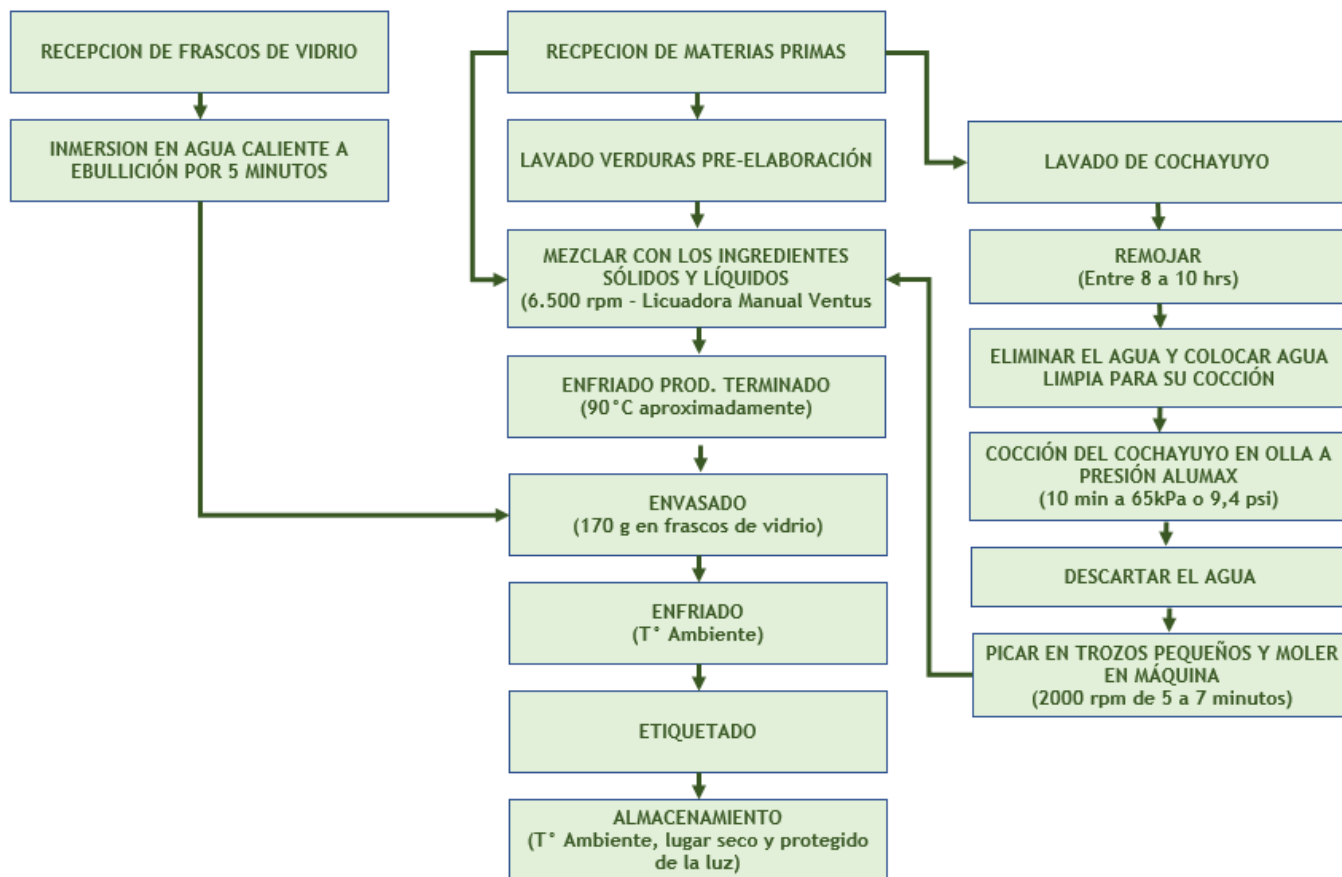 RECEPCION DE FRASCOS DE VIDRIO
INMERSION EN AGUA CALIENTE A
EBULLICIÓN POR 5 MINUTOS
RECPECION DE MATERIAS PRIMAS
LAVADO VERDURAS PRE-ELABORACIÓN
MEZCLAR CON LOS INGREDIENTES
SÓLIDOS Y LÍQUIDOS
(6.500 rpm - Licuadora Manual Ventus
ENFRIADO PROD. TERMINADO
(90°C aproximadamente)
ENVASADO
(170 g en frascos de vidrio)
ENFRIADO
(T° Ambiente)
ETIQUETADO
ALMACENAMIENTO
(T° Ambiente, lugar seco y protegido
de la luz)
LAVADO DE COCHAYUYO
REMOJAR
(Entre 8 a 10 hrs)
ELIMINAR EL AGUA Y COLOCAR AGUA
LIMPIA PARA SU COCCIÓN
COCCIÓN DEL COCHAYUYO EN OLLA A
PRESIÓN ALUMAX
(10 min a 65kPa o 9,4 psi)
DESCARTAR EL AGUA
PICAR EN TROZOS PEQUEÑOS Y MOLER
EN MÁQUINA
(2000 rpm de 5 a 7 minutos)